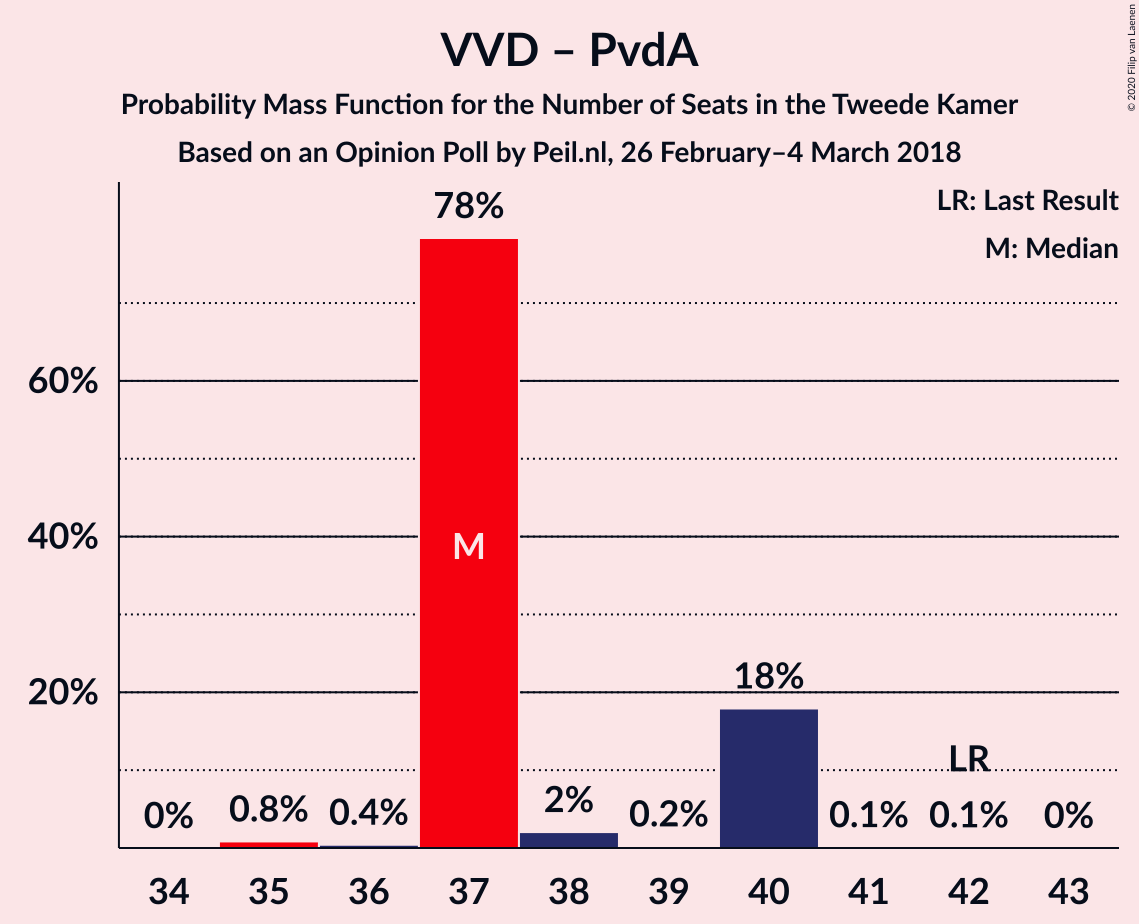 VVD – PvdA
Probability Mass Function for the Number of Seats in the Tweede Kamer
Based on an Opinion Poll by Peil.nl, 26 February–4 March 2018
© 2020 Filip van Laenen
LR: Last Result
M: Median
78%
60%
40%
20%
M
18%
LR
0%
0.8%
0.4%
2%
0.2%
0.1%
0.1%
0%
34 35 36 37 38 39 40 41 42 43